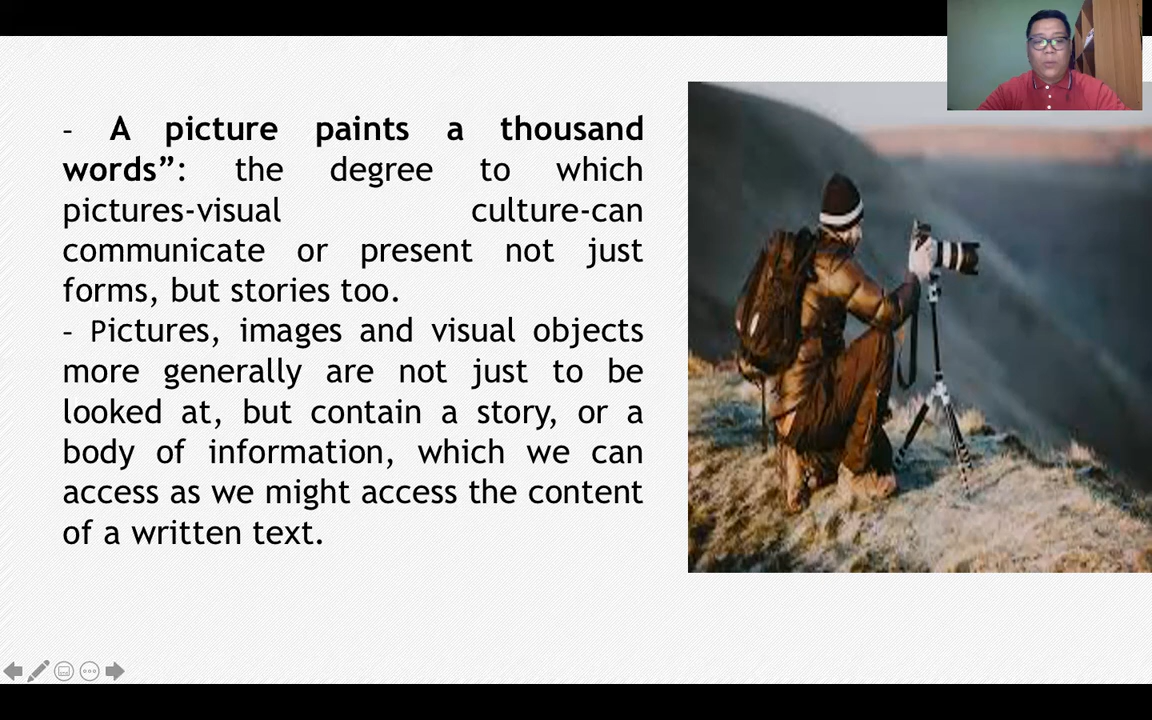 - A picture paints a thousand
words”: the degree to which
pictures-visual culture-can
communicate or present not just
forms, but stories too.
- Pictures, images and visual objects
more generally are not just to be
looked at, but contain a story, or a
body of information, which we can
access as we might access the content
of a written text.